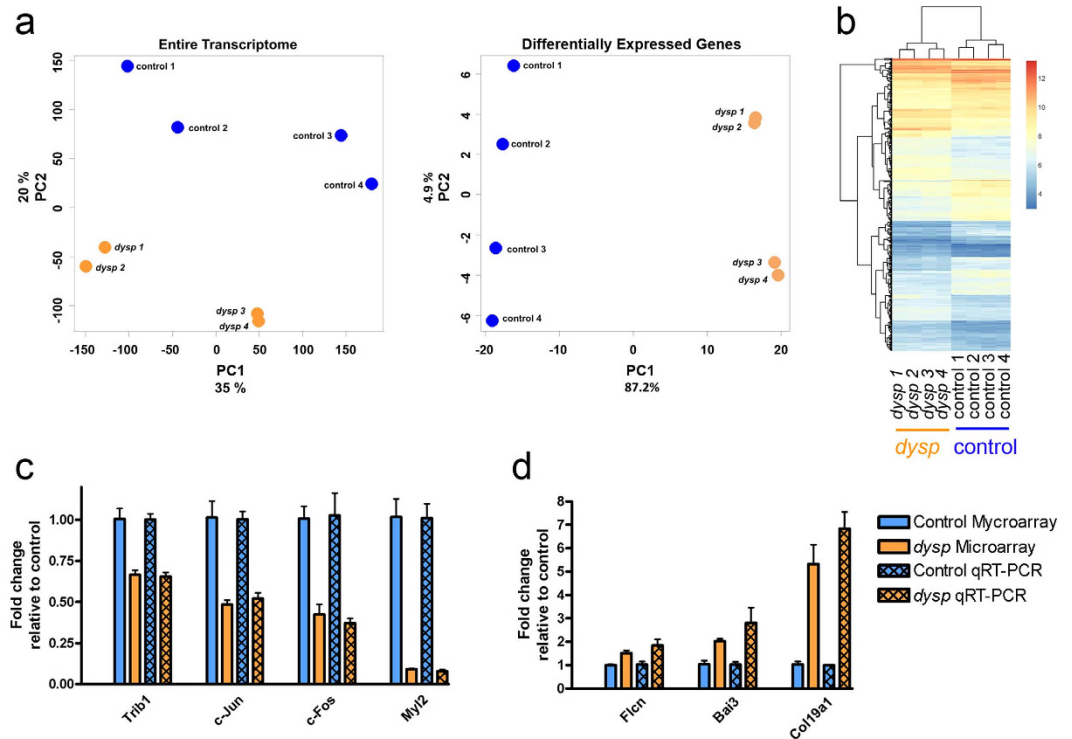 a
Entire Transcriptome
150
100
50
0
-50
-100
20 %
PC2
control 1
control 2
control 3
control 4
dysp 1
dysp 2
dysp 3
dysp 4
-150
-100
-50
0
50
100
150
PC1
35 %
Differentially Expressed Genes
6
4
2
0
-2
-4
-6
4.9 %
PC2
control 1
control 2
control 3
control 4
dysp 1
dysp 2
dysp 3
dysp 4
-20
-10
0
10
20
PC1
87.2%
b
12
10
8
6
4
dysp 1
dysp 2
dysp 3
dysp 4
control 1
control 2
control 3
control 4
dysp
control
c
Fold change
relative to control
1.00
0.75
0.50
0.25
0.00
Trib1
c-Jun
c-Fos
Myl2
d
Fold change
relative to control
8
7
6
5
4
3
2
1
0
Flcn
Bai3
Col19a1
Control Mycroarray
dysp Microarray
Control qRT-PCR
dysp qRT-PCR